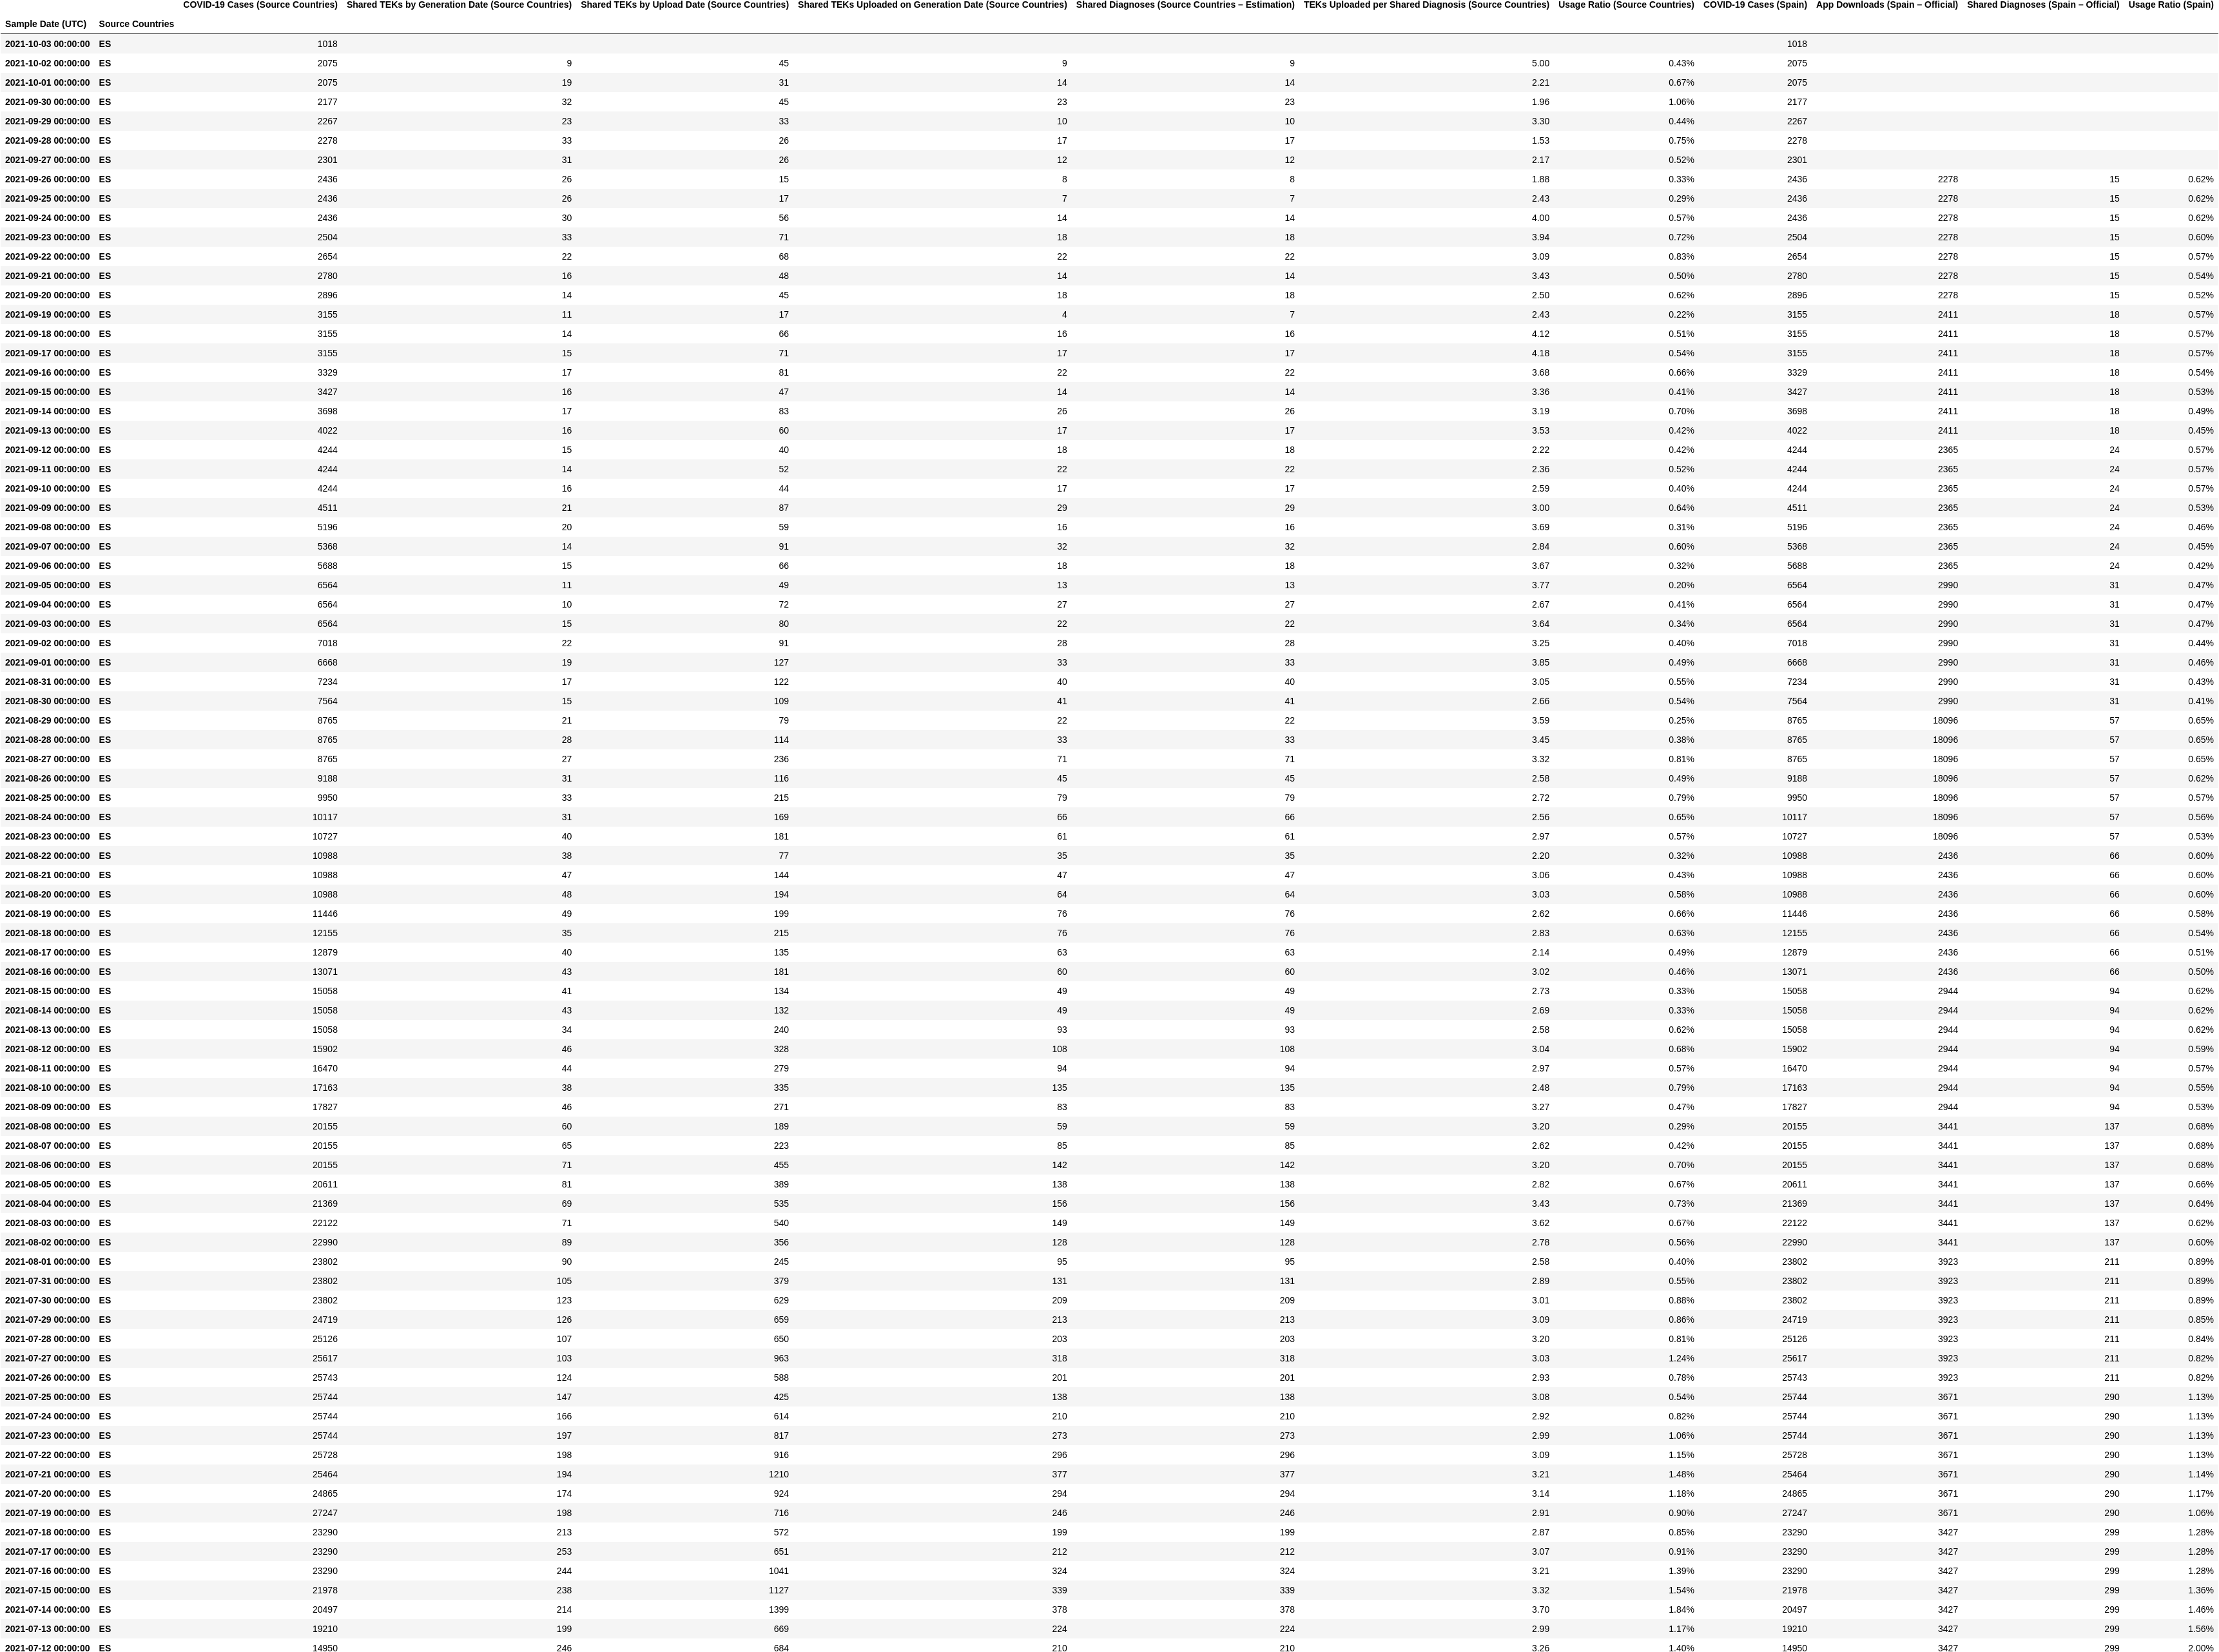 COVID-19 Cases (Source Countries) Shared TEKs by Generation Date (Source Countries) Shared TEKs by Upload Date (Source Countries) Shared TEKs Uploaded on Generation Date (Source Countries) Shared Diagnoses (Source Countries – Estimation) TEKs Uploaded per Shared Diagnosis (Source Countries) Usage Ratio (Source Countries) COVID-19 Cases (Spain) App Downloads (Spain – Official) Shared Diagnoses (Spain – Official) Usage Ratio (Spain)
Sample Date (UTC) Source Countries
2021-10-03 00:00:00 ES 1018 1018
2021-10-02 00:00:00 ES 2075 9 45 9 9 5.00 0.43% 2075
2021-10-01 00:00:00 ES 2075 19 31 14 14 2.21 0.67% 2075
2021-09-30 00:00:00 ES 2177 32 45 23 23 1.96 1.06% 2177
2021-09-29 00:00:00 ES 2267 23 33 10 10 3.30 0.44% 2267
2021-09-28 00:00:00 ES 2278 33 26 17 17 1.53 0.75% 2278
2021-09-27 00:00:00 ES 2301 31 26 12 12 2.17 0.52% 2301
2021-09-26 00:00:00 ES 2436 26 15 8 8 1.88 0.33% 2436 2278 15 0.62%
2021-09-25 00:00:00 ES 2436 26 17 7 7 2.43 0.29% 2436 2278 15 0.62%
2021-09-24 00:00:00 ES 2436 30 56 14 14 4.00 0.57% 2436 2278 15 0.62%
2021-09-23 00:00:00 ES 2504 33 71 18 18 3.94 0.72% 2504 2278 15 0.60%
2021-09-22 00:00:00 ES 2654 22 68 22 22 3.09 0.83% 2654 2278 15 0.57%
2021-09-21 00:00:00 ES 2780 16 48 14 14 3.43 0.50% 2780 2278 15 0.54%
2021-09-20 00:00:00 ES 2896 14 45 18 18 2.50 0.62% 2896 2278 15 0.52%
2021-09-19 00:00:00 ES 3155 11 17 4 7 2.43 0.22% 3155 2411 18 0.57%
2021-09-18 00:00:00 ES 3155 14 66 16 16 4.12 0.51% 3155 2411 18 0.57%
2021-09-17 00:00:00 ES 3155 15 71 17 17 4.18 0.54% 3155 2411 18 0.57%
2021-09-16 00:00:00 ES 3329 17 81 22 22 3.68 0.66% 3329 2411 18 0.54%
2021-09-15 00:00:00 ES 3427 16 47 14 14 3.36 0.41% 3427 2411 18 0.53%
2021-09-14 00:00:00 ES 3698 17 83 26 26 3.19 0.70% 3698 2411 18 0.49%
2021-09-13 00:00:00 ES 4022 16 60 17 17 3.53 0.42% 4022 2411 18 0.45%
2021-09-12 00:00:00 ES 4244 15 40 18 18 2.22 0.42% 4244 2365 24 0.57%
2021-09-11 00:00:00 ES 4244 14 52 22 22 2.36 0.52% 4244 2365 24 0.57%
2021-09-10 00:00:00 ES 4244 16 44 17 17 2.59 0.40% 4244 2365 24 0.57%
2021-09-09 00:00:00 ES 4511 21 87 29 29 3.00 0.64% 4511 2365 24 0.53%
2021-09-08 00:00:00 ES 5196 20 59 16 16 3.69 0.31% 5196 2365 24 0.46%
2021-09-07 00:00:00 ES 5368 14 91 32 32 2.84 0.60% 5368 2365 24 0.45%
2021-09-06 00:00:00 ES 5688 15 66 18 18 3.67 0.32% 5688 2365 24 0.42%
2021-09-05 00:00:00 ES 6564 11 49 13 13 3.77 0.20% 6564 2990 31 0.47%
2021-09-04 00:00:00 ES 6564 10 72 27 27 2.67 0.41% 6564 2990 31 0.47%
2021-09-03 00:00:00 ES 6564 15 80 22 22 3.64 0.34% 6564 2990 31 0.47%
2021-09-02 00:00:00 ES 7018 22 91 28 28 3.25 0.40% 7018 2990 31 0.44%
2021-09-01 00:00:00 ES 6668 19 127 33 33 3.85 0.49% 6668 2990 31 0.46%
2021-08-31 00:00:00 ES 7234 17 122 40 40 3.05 0.55% 7234 2990 31 0.43%
2021-08-30 00:00:00 ES 7564 15 109 41 41 2.66 0.54% 7564 2990 31 0.41%
2021-08-29 00:00:00 ES 8765 21 79 22 22 3.59 0.25% 8765 18096 57 0.65%
2021-08-28 00:00:00 ES 8765 28 114 33 33 3.45 0.38% 8765 18096 57 0.65%
2021-08-27 00:00:00 ES 8765 27 236 71 71 3.32 0.81% 8765 18096 57 0.65%
2021-08-26 00:00:00 ES 9188 31 116 45 45 2.58 0.49% 9188 18096 57 0.62%
2021-08-25 00:00:00 ES 9950 33 215 79 79 2.72 0.79% 9950 18096 57 0.57%
2021-08-24 00:00:00 ES 10117 31 169 66 66 2.56 0.65% 10117 18096 57 0.56%
2021-08-23 00:00:00 ES 10727 40 181 61 61 2.97 0.57% 10727 18096 57 0.53%
2021-08-22 00:00:00 ES 10988 38 77 35 35 2.20 0.32% 10988 2436 66 0.60%
2021-08-21 00:00:00 ES 10988 47 144 47 47 3.06 0.43% 10988 2436 66 0.60%
2021-08-20 00:00:00 ES 10988 48 194 64 64 3.03 0.58% 10988 2436 66 0.60%
2021-08-19 00:00:00 ES 11446 49 199 76 76 2.62 0.66% 11446 2436 66 0.58%
2021-08-18 00:00:00 ES 12155 35 215 76 76 2.83 0.63% 12155 2436 66 0.54%
2021-08-17 00:00:00 ES 12879 40 135 63 63 2.14 0.49% 12879 2436 66 0.51%
2021-08-16 00:00:00 ES 13071 43 181 60 60 3.02 0.46% 13071 2436 66 0.50%
2021-08-15 00:00:00 ES 15058 41 134 49 49 2.73 0.33% 15058 2944 94 0.62%
2021-08-14 00:00:00 ES 15058 43 132 49 49 2.69 0.33% 15058 2944 94 0.62%
2021-08-13 00:00:00 ES 15058 34 240 93 93 2.58 0.62% 15058 2944 94 0.62%
2021-08-12 00:00:00 ES 15902 46 328 108 108 3.04 0.68% 15902 2944 94 0.59%
2021-08-11 00:00:00 ES 16470 44 279 94 94 2.97 0.57% 16470 2944 94 0.57%
2021-08-10 00:00:00 ES 17163 38 335 135 135 2.48 0.79% 17163 2944 94 0.55%
2021-08-09 00:00:00 ES 17827 46 271 83 83 3.27 0.47% 17827 2944 94 0.53%
2021-08-08 00:00:00 ES 20155 60 189 59 59 3.20 0.29% 20155 3441 137 0.68%
2021-08-07 00:00:00 ES 20155 65 223 85 85 2.62 0.42% 20155 3441 137 0.68%
2021-08-06 00:00:00 ES 20155 71 455 142 142 3.20 0.70% 20155 3441 137 0.68%
2021-08-05 00:00:00 ES 20611 81 389 138 138 2.82 0.67% 20611 3441 137 0.66%
2021-08-04 00:00:00 ES 21369 69 535 156 156 3.43 0.73% 21369 3441 137 0.64%
2021-08-03 00:00:00 ES 22122 71 540 149 149 3.62 0.67% 22122 3441 137 0.62%
2021-08-02 00:00:00 ES 22990 89 356 128 128 2.78 0.56% 22990 3441 137 0.60%
2021-08-01 00:00:00 ES 23802 90 245 95 95 2.58 0.40% 23802 3923 211 0.89%
2021-07-31 00:00:00 ES 23802 105 379 131 131 2.89 0.55% 23802 3923 211 0.89%
2021-07-30 00:00:00 ES 23802 123 629 209 209 3.01 0.88% 23802 3923 211 0.89%
2021-07-29 00:00:00 ES 24719 126 659 213 213 3.09 0.86% 24719 3923 211 0.85%
2021-07-28 00:00:00 ES 25126 107 650 203 203 3.20 0.81% 25126 3923 211 0.84%
2021-07-27 00:00:00 ES 25617 103 963 318 318 3.03 1.24% 25617 3923 211 0.82%
2021-07-26 00:00:00 ES 25743 124 588 201 201 2.93 0.78% 25743 3923 211 0.82%
2021-07-25 00:00:00 ES 25744 147 425 138 138 3.08 0.54% 25744 3671 290 1.13%
2021-07-24 00:00:00 ES 25744 166 614 210 210 2.92 0.82% 25744 3671 290 1.13%
2021-07-23 00:00:00 ES 25744 197 817 273 273 2.99 1.06% 25744 3671 290 1.13%
2021-07-22 00:00:00 ES 25728 198 916 296 296 3.09 1.15% 25728 3671 290 1.13%
2021-07-21 00:00:00 ES 25464 194 1210 377 377 3.21 1.48% 25464 3671 290 1.14%
2021-07-20 00:00:00 ES 24865 174 924 294 294 3.14 1.18% 24865 3671 290 1.17%
2021-07-19 00:00:00 ES 27247 198 716 246 246 2.91 0.90% 27247 3671 290 1.06%
2021-07-18 00:00:00 ES 23290 213 572 199 199 2.87 0.85% 23290 3427 299 1.28%
2021-07-17 00:00:00 ES 23290 253 651 212 212 3.07 0.91% 23290 3427 299 1.28%
2021-07-16 00:00:00 ES 23290 244 1041 324 324 3.21 1.39% 23290 3427 299 1.28%
2021-07-15 00:00:00 ES 21978 238 1127 339 339 3.32 1.54% 21978 3427 299 1.36%
2021-07-14 00:00:00 ES 20497 214 1399 378 378 3.70 1.84% 20497 3427 299 1.46%
2021-07-13 00:00:00 ES 19210 199 669 224 224 2.99 1.17% 19210 3427 299 1.56%
2021-07-12 00:00:00 ES 14950 246 684 210 210 3.26 1.40% 14950 3427 299 2.00%